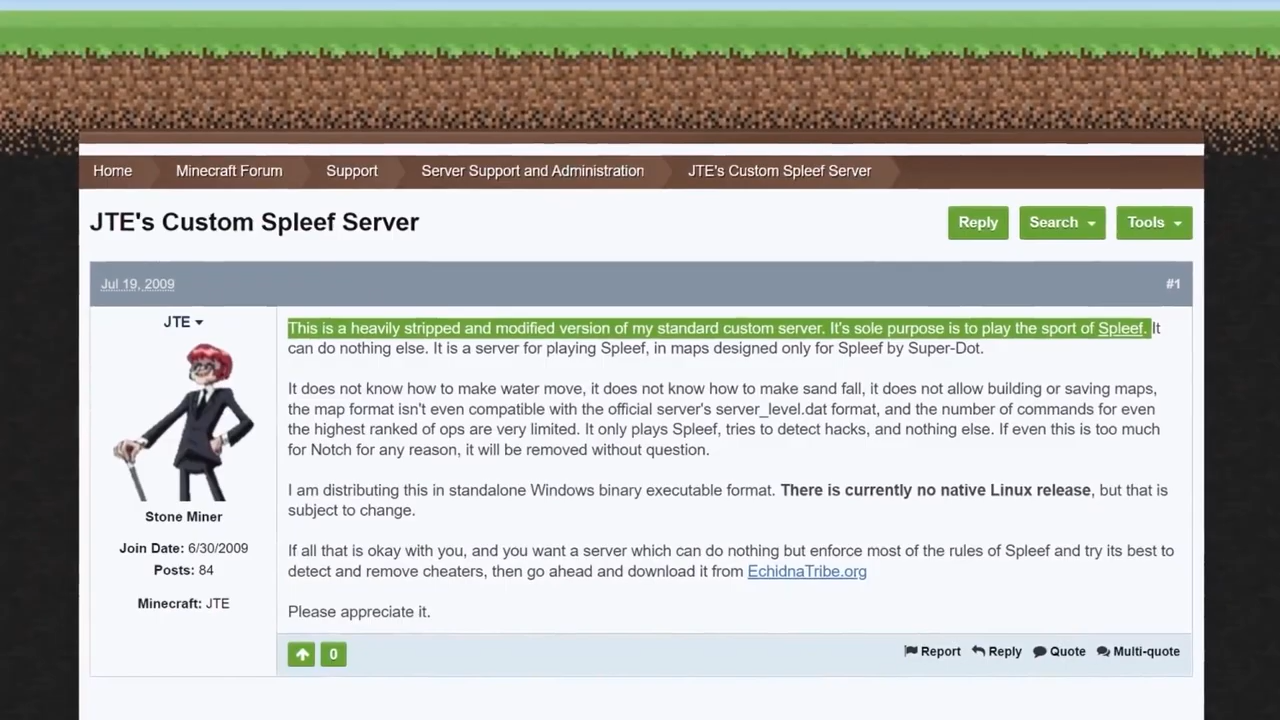 Home Minecraft Forum Support Server Support and Administration JTE's Custom Spleef Server
JTE's Custom Spleef Server
Reply Search Tools
Jul 19, 2009 #1
JTE
Stone Miner
Join Date: 6/30/2009
Posts: 84
Minecraft: JTE
This is a heavily stripped and modified version of my standard custom server. It's sole purpose is to play the sport of Spleef. It
can do nothing else. It is a server for playing Spleef, in maps designed only for Spleef by Super-Dot.
It does not know how to make water move, it does not know how to make sand fall, it does not allow building or saving maps,
the map format isn't even compatible with the official server's server_level.dat format, and the number of commands for even
the highest ranked of ops are very limited. It only plays Spleef, tries to detect hacks, and nothing else. If even this is too much
for Notch for any reason, it will be removed without question.
I am distributing this in standalone Windows binary executable format. There is currently no native Linux release, but that is
subject to change.
If all that is okay with you, and you want a server which can do nothing but enforce most of the rules of Spleef and try its best to
detect and remove cheaters, then go ahead and download it from EchidnaTribe.org
Please appreciate it.
0 Report Reply Quote Multi-quote